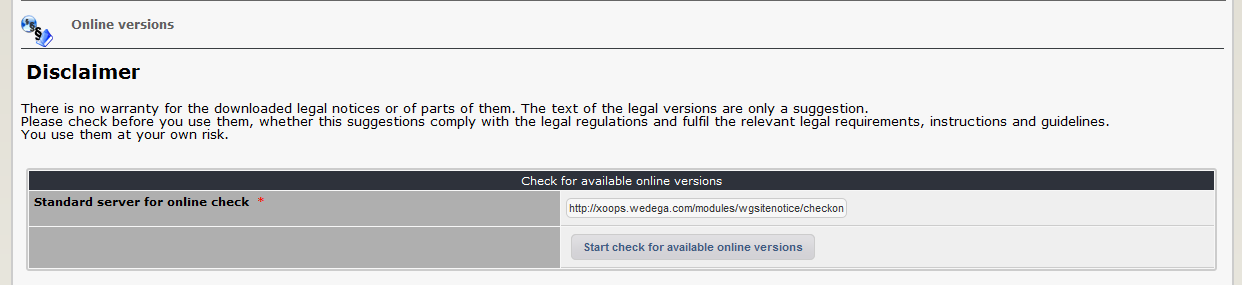 Online versions
Disclaimer
There is no warranty for the downloaded legal notices or of parts of them. The text of the legal versions are only a suggestion.
Please check before you use them, whether this suggestions comply with the legal regulations and fulfil the relevant legal requirements, instructions and guidelines.
You use them at your own risk.
Check for available online versions
Standard server for online check *
http://xoops.wedega.com/modules/wgsitenotice/checkon
Start check for available online versions